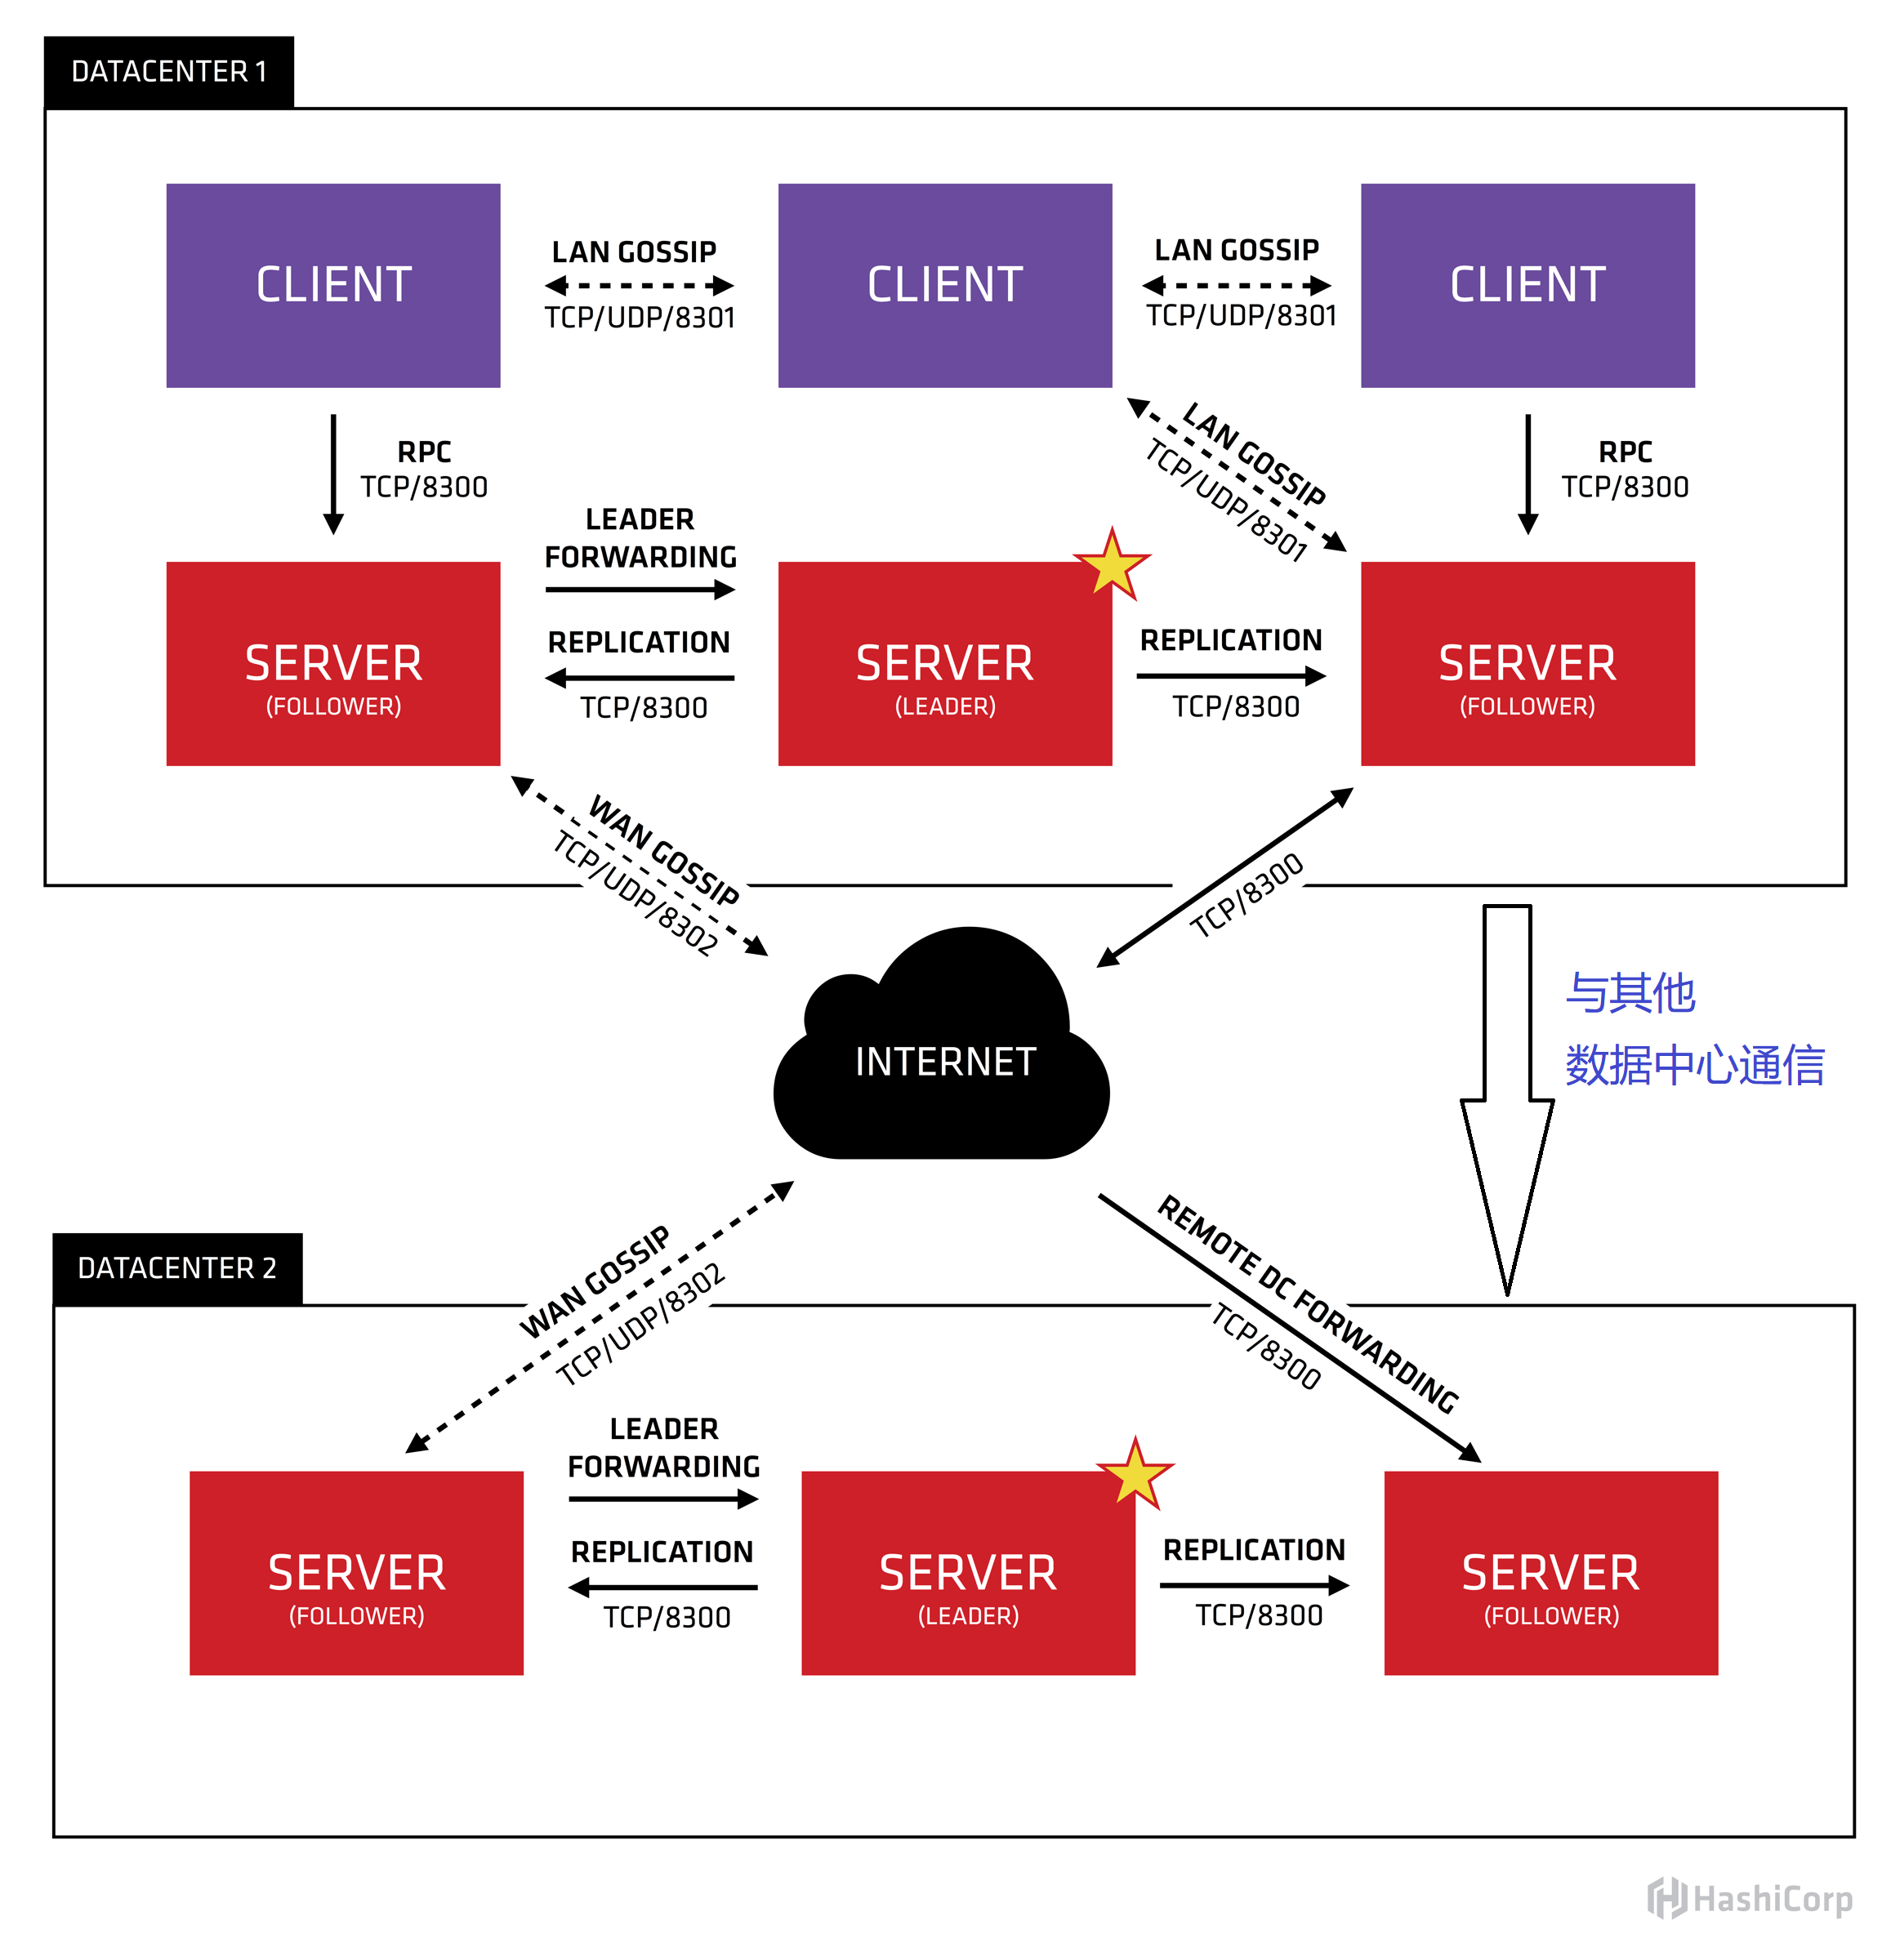 DATACENTER 1
LAN GOSSIP
LAN GOSSIP
CLIENT
CLIENT
CLIENT
TCP/UDP/8301
TCP/UDP/8301
LAN GOSSIP
TCP/UDP/8301
RPC
TCP/8300
RPC
TCP/8300
LEADER
FORWARDING
REPLICATION
TCP/8300
REPLICATION
TCP/8300
SERVER
(FOLLOWER)
SERVER
(LEADER)
SERVER
(FOLLOWER)
WAN GOSSIP
TCP/UDP/8302
TCP/8300
与其他
数据中心通信
INTERNET
DATACENTER 2
WAN GOSSIP
TCP/UDP/8302
REMOTE DC FORWARDING
TCP/8300
LEADER
FORWARDING
REPLICATION
TCP/8300
REPLICATION
TCP/8300
SERVER
(FOLLOWER)
SERVER
(LEADER)
SERVER
(FOLLOWER)
HashiCorp